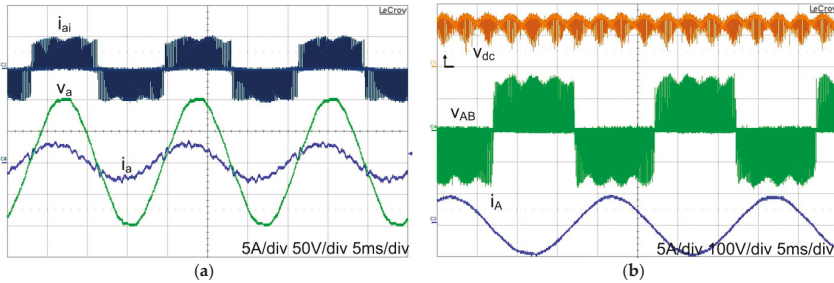 LeCroy
i_ai
v_a
i_a
5A/div 50V/div 5ms/div
(a)
LeCroy
v_dc
v_AB
i_A
5A/div 100V/div 5ms/div
(b)